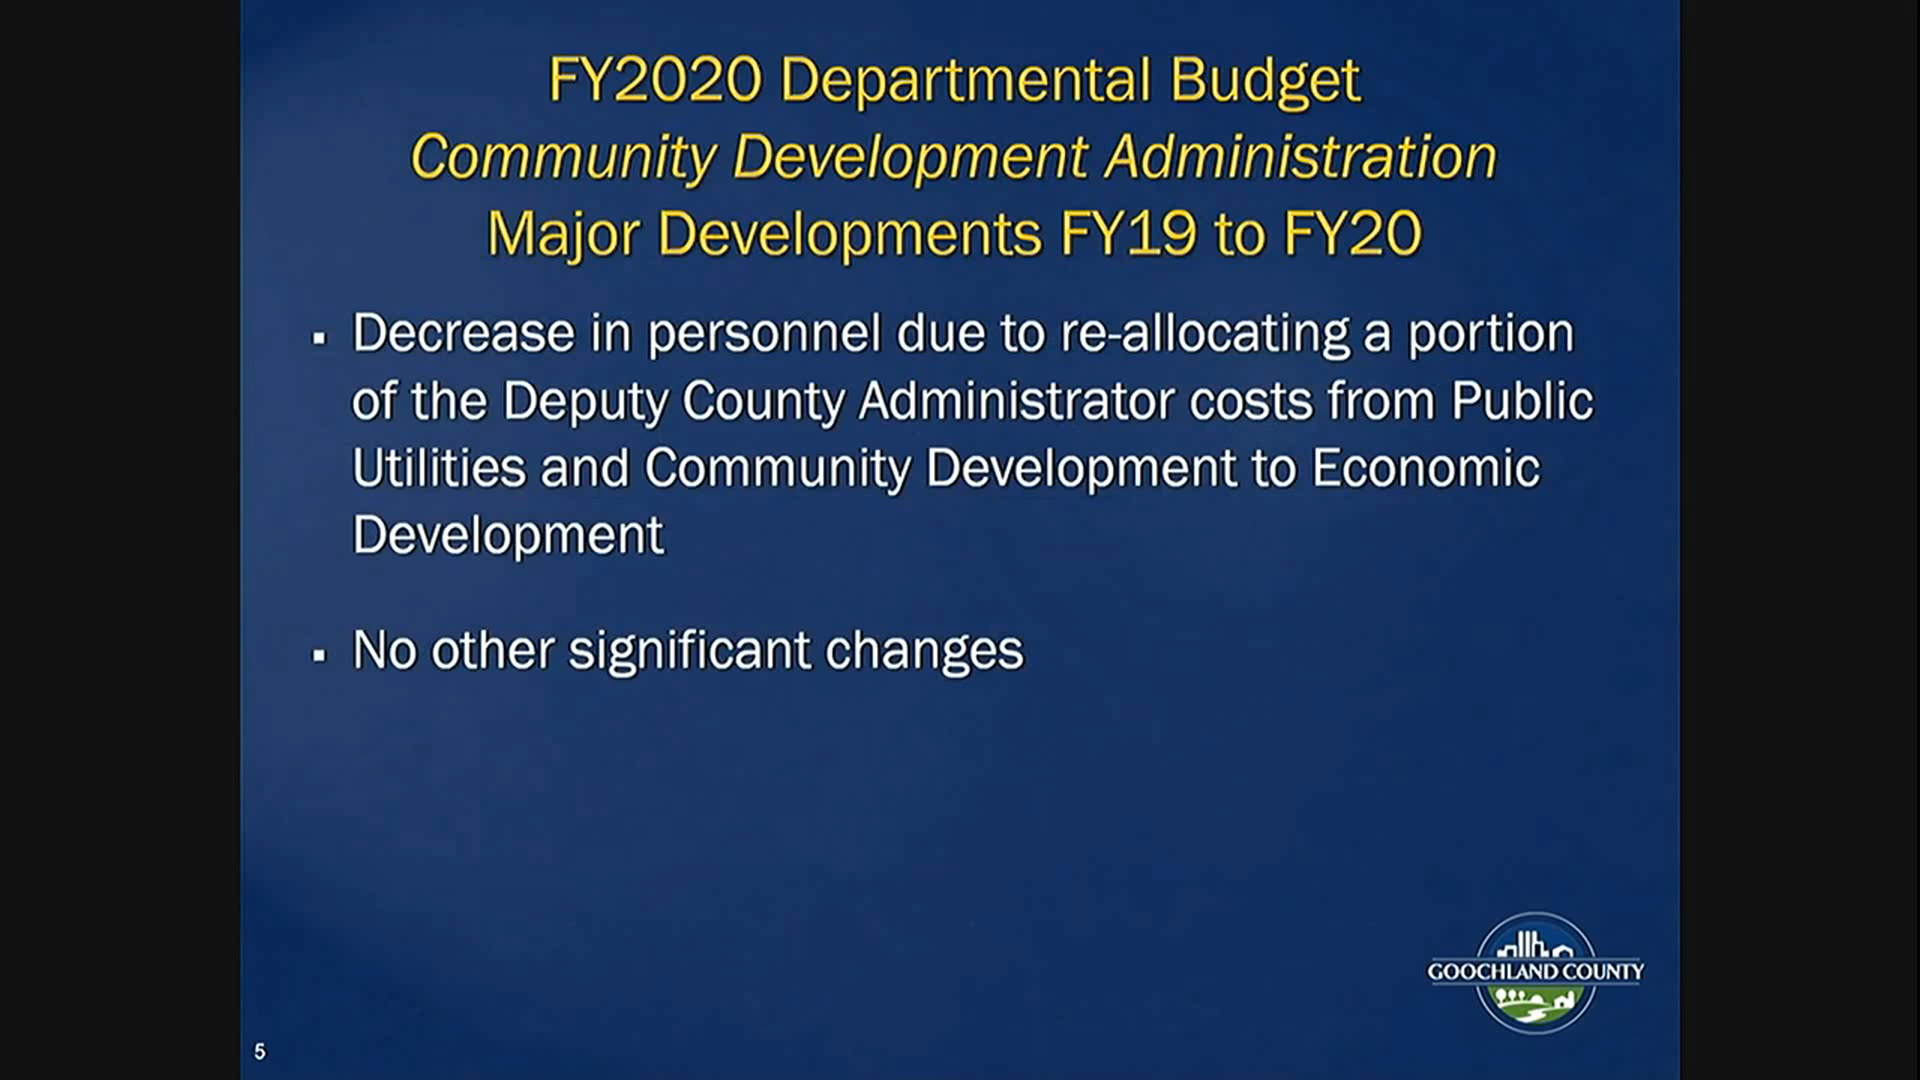 FY2020 Departmental Budget
Community Development Administration
Major Developments FY19 to FY20
▪ Decrease in personnel due to re-allocating a portion
of the Deputy County Administrator costs from Public
Utilities and Community Development to Economic
Development
▪ No other significant changes
GOOCHLAND COUNTY
5